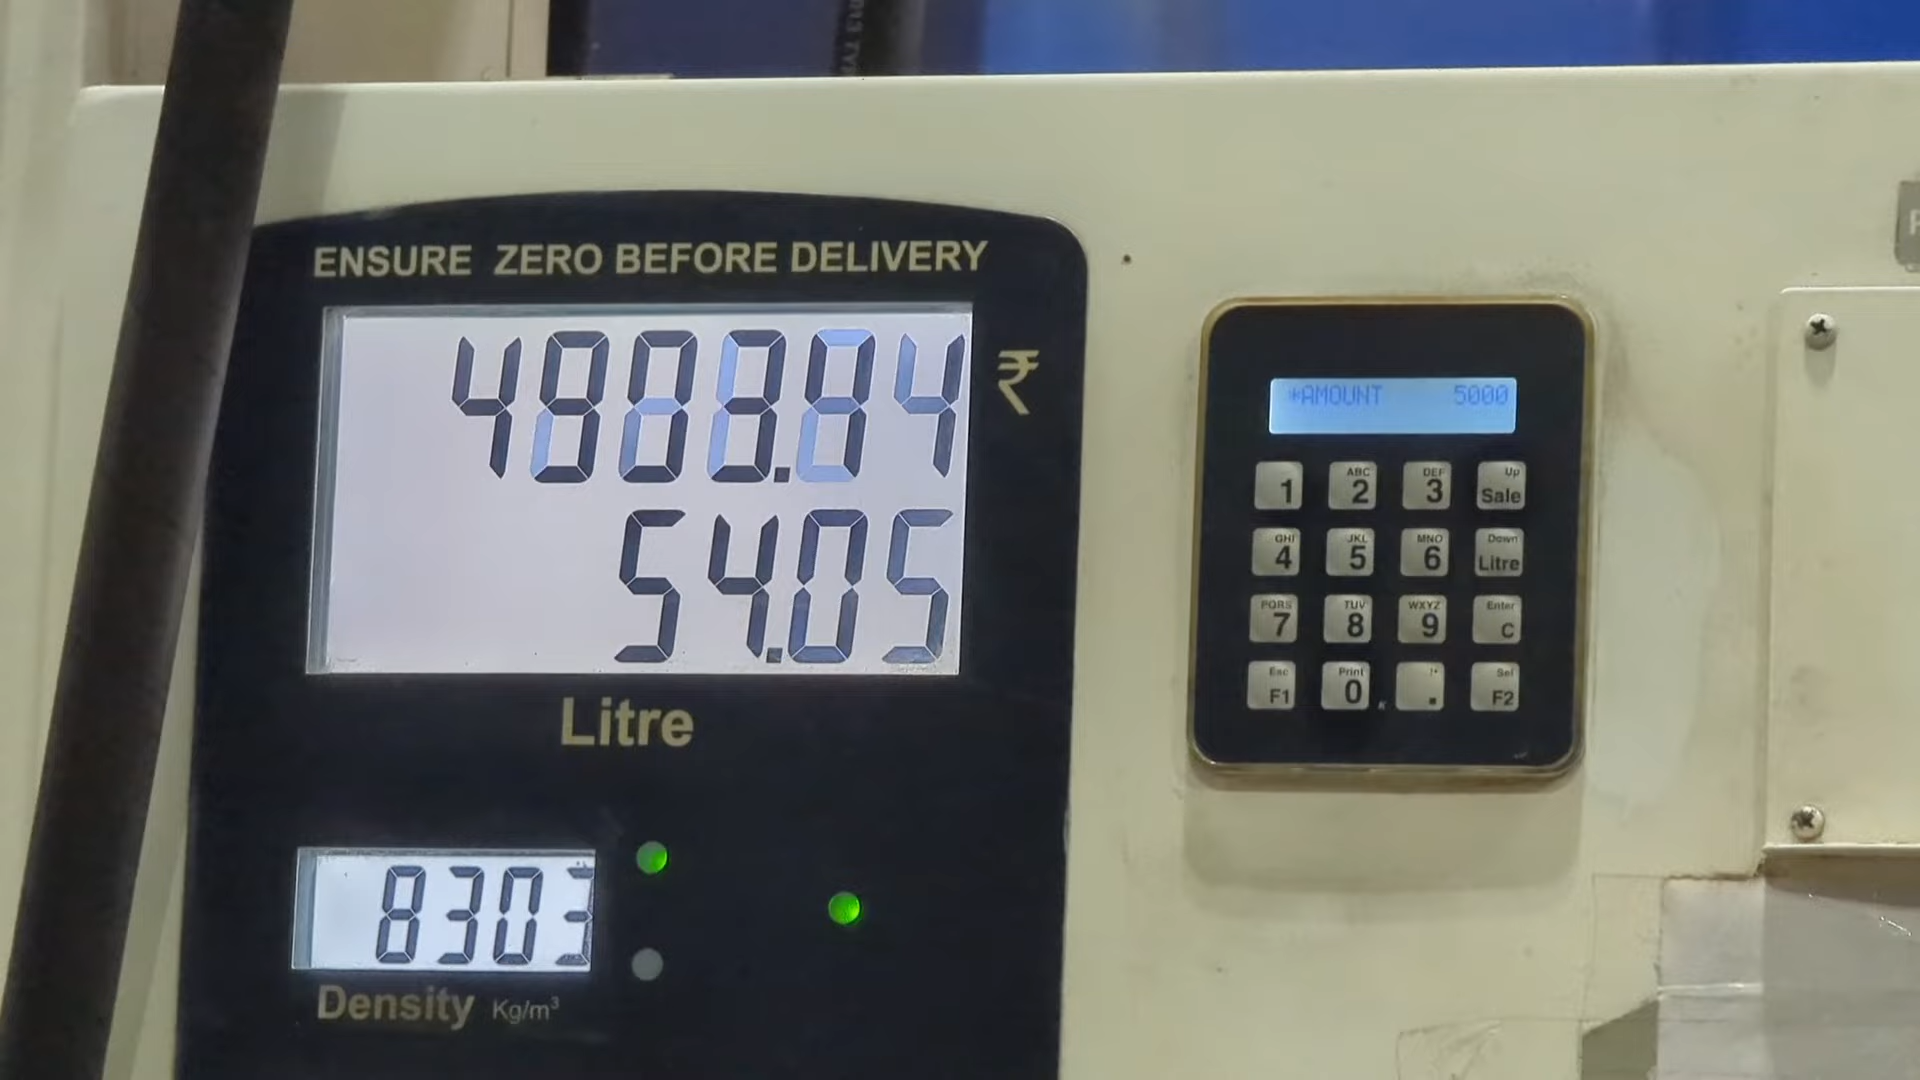 ENSURE ZERO BEFORE DELIVERY
₹
54.05
Litre
8303
Density Kg/m³
*AMOUNT 5000
1 ABC 2 DEF 3 Up Sale
GHI 4 JKL 5 MNO 6 Down Litre
PQRS 7 TUV 8 WXYZ 9 Enter C
Esc F1 Print 0 . Sel F2